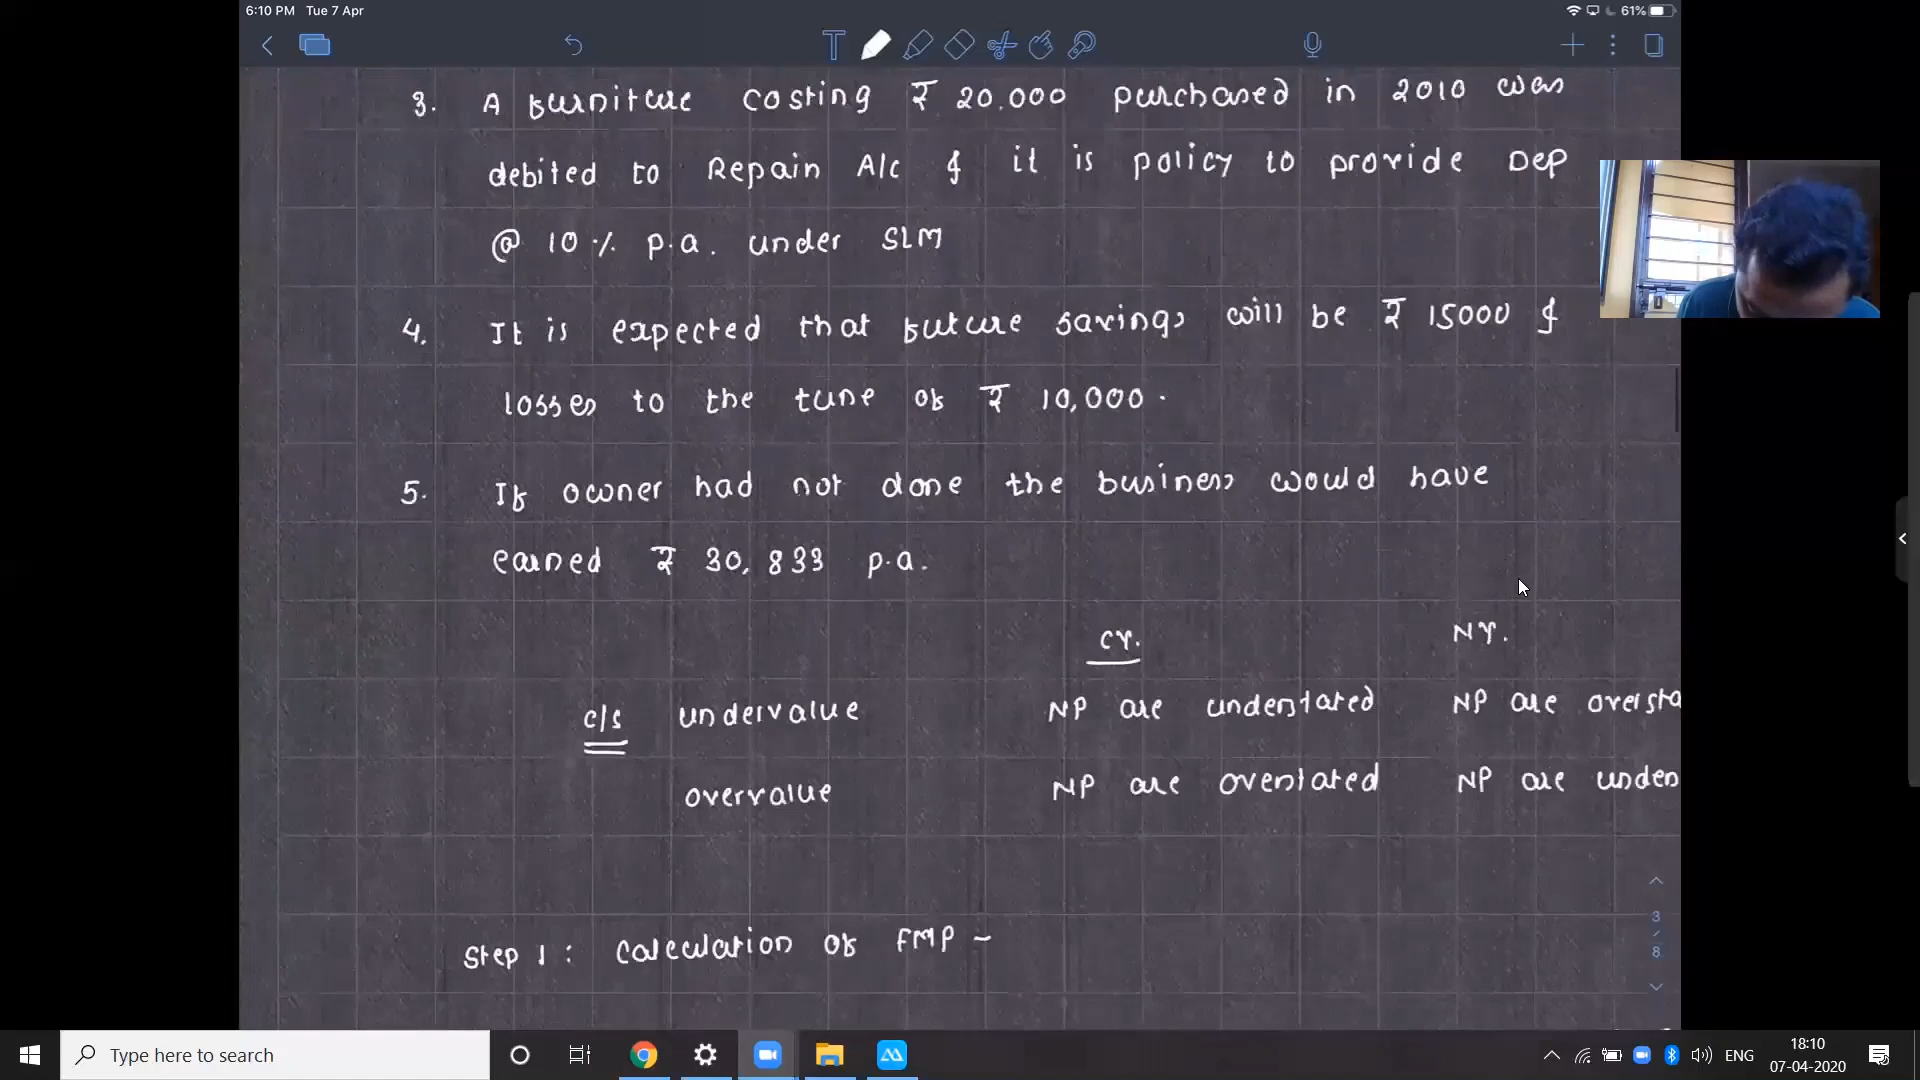 6:10 PM Tue 7 Apr
61%
3. A furniture costing ₹ 20,000 purchased in 2010 was
debited to Repairs A/c & it is policy to provide Dep
@ 10% p.a. under SLM
4. It is expected that future savings will be ₹ 15000 &
losses to the tune of ₹ 10,000.
5. If owner had not done the business would have
earned ₹ 30,833 p.a.
CY. NY.
C/S undervalue NP are understated NP are oversta
overvalue NP are overstated NP are unders
Step 1: Calculation of FMP -
3
8
Type here to search
ENG
18:10
07-04-2020